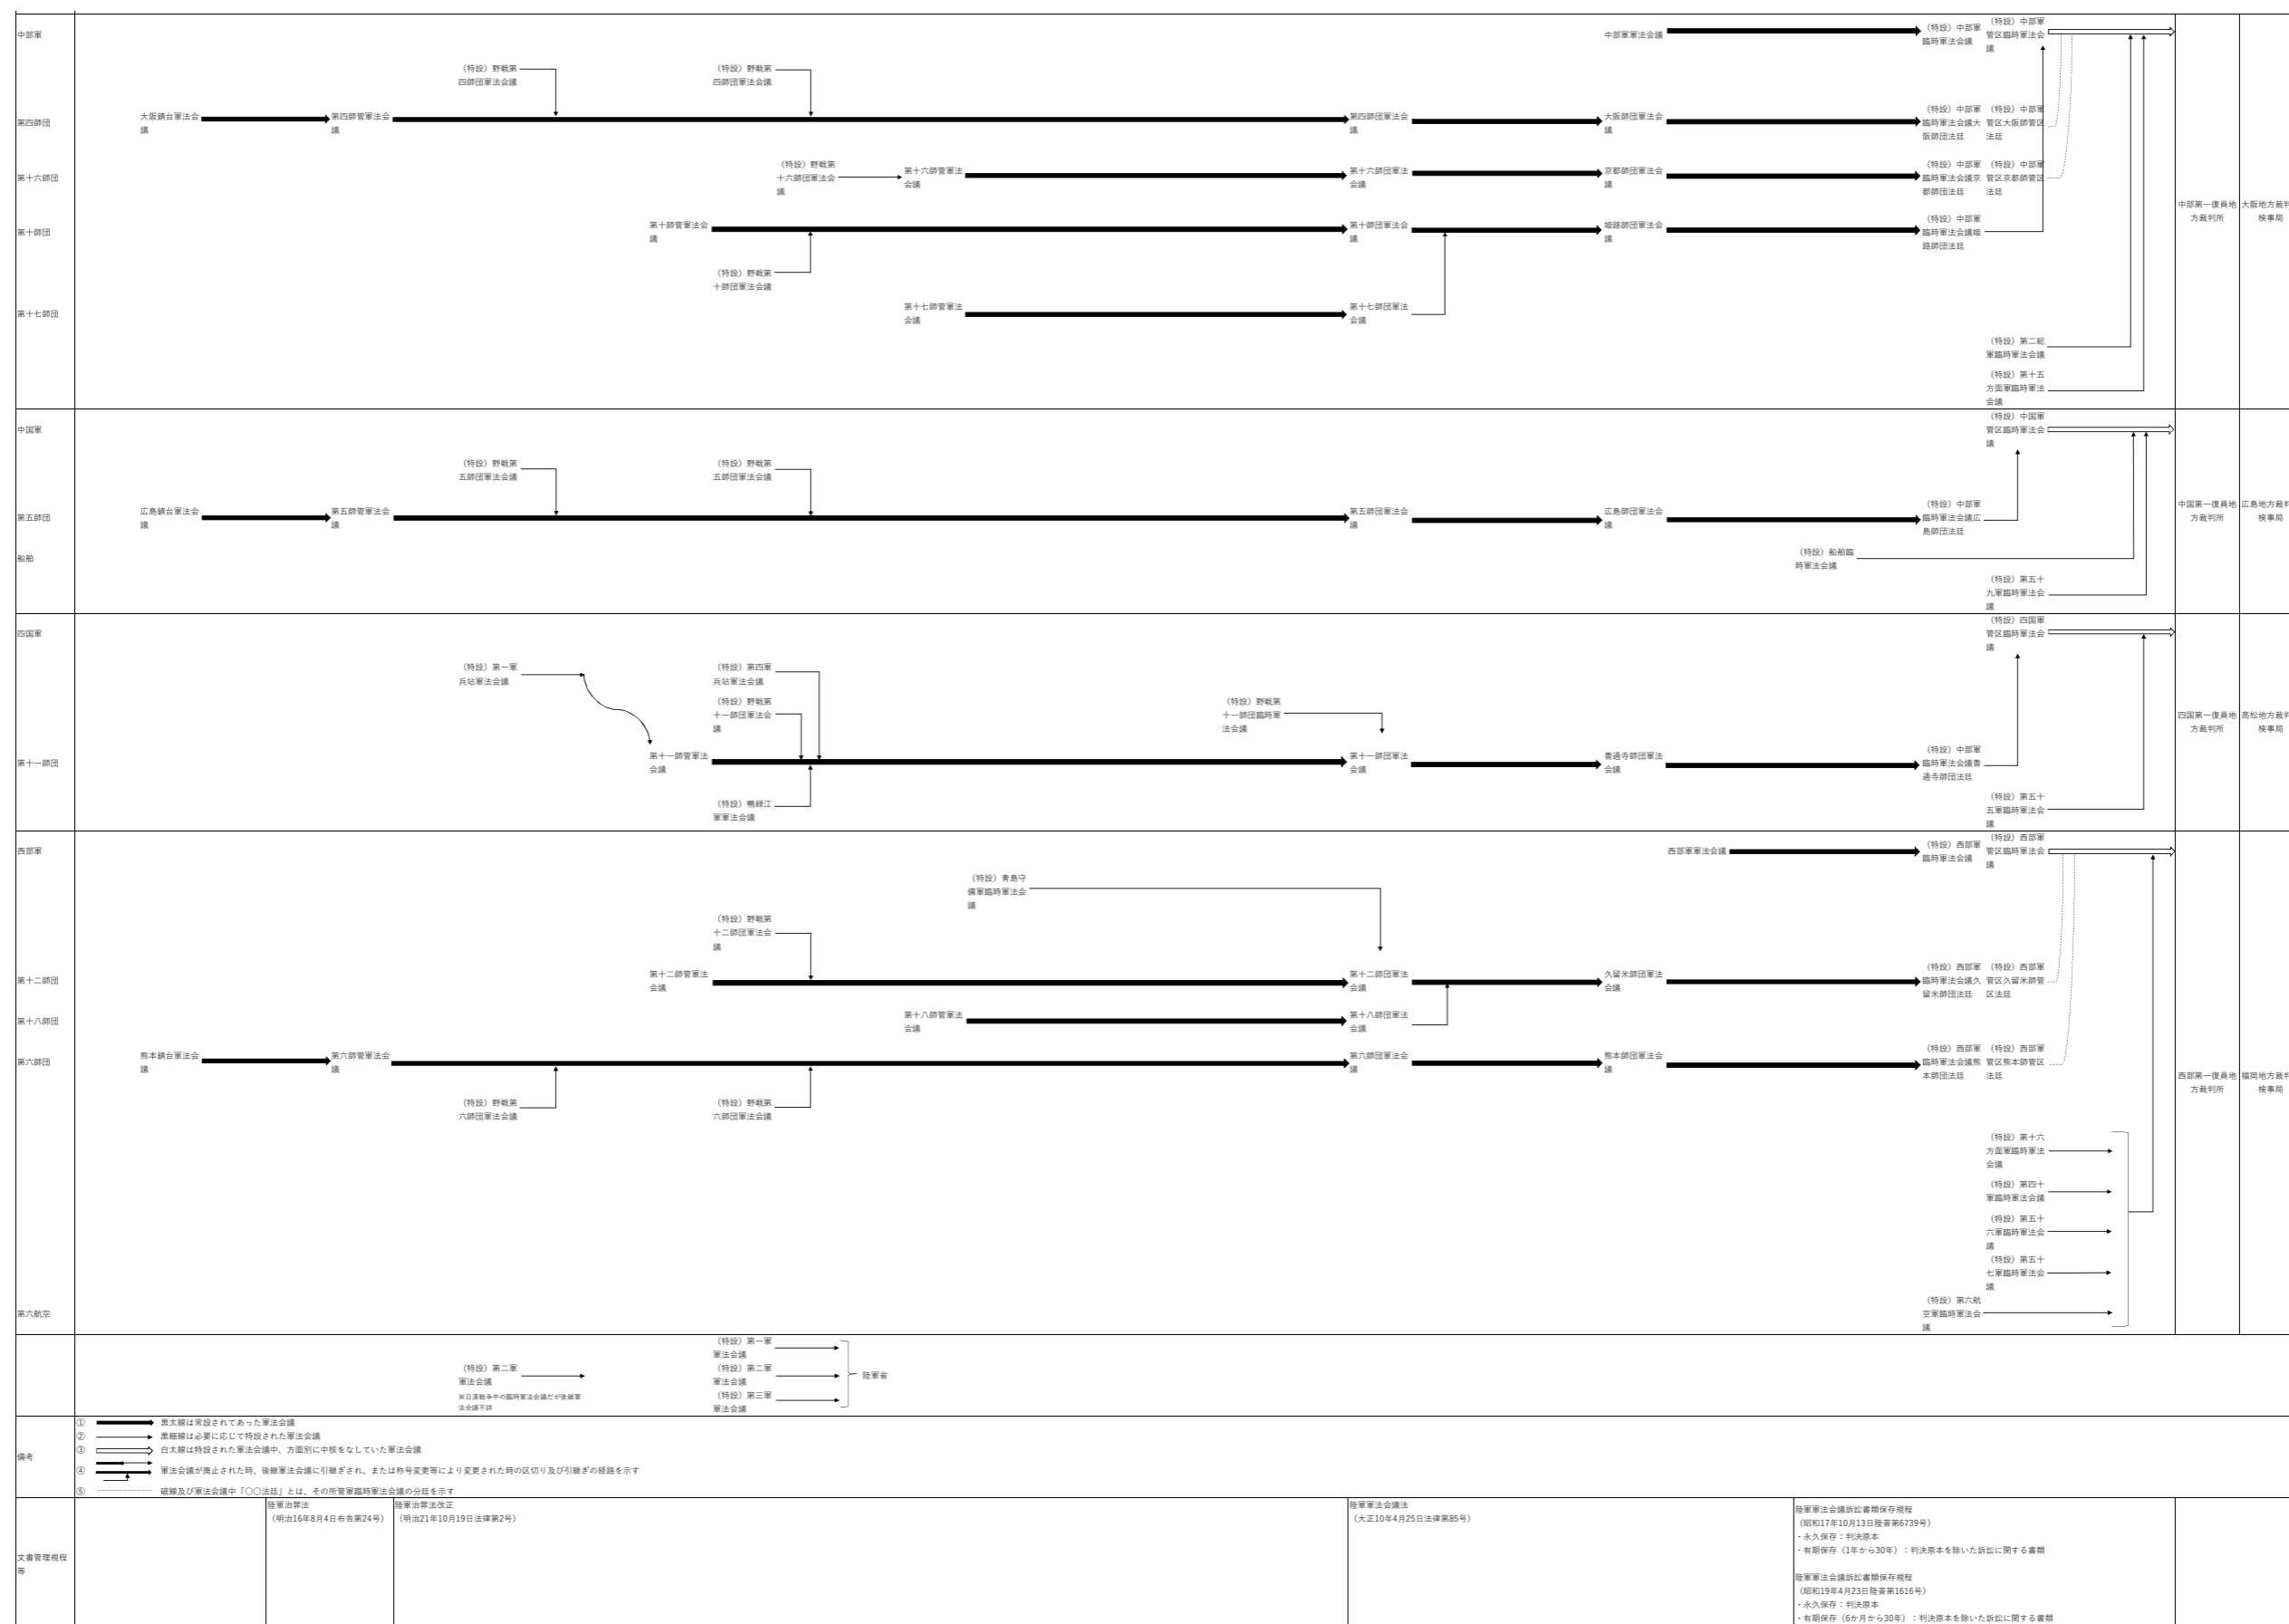 中部軍
中部軍軍法会議
(特設)中部軍
臨時軍法会議
(特設)中部軍
管区臨時軍法会
議
(特設)野戦第
四師団軍法会議
(特設)野戦第
四師団軍法会議
第四師団
大阪鎮台軍法会
議
第四師管軍法会
議
第四師団軍法会
議
大阪師団軍法会
議
(特設)中部軍
臨時軍法会議大
阪師団法廷
(特設)中部軍
管区大阪師管区
法廷
第十六師団
(特設)野戦第
十六師団軍法会
議
第十六師管軍法
会議
第十六師団軍法
会議
京都師団軍法会
議
(特設)中部軍
臨時軍法会議京
都師団法廷
(特設)中部軍
管区京都師管区
法廷
第十師団
第十師管軍法会
議
第十師団軍法会
議
姫路師団軍法会
議
(特設)中部軍
臨時軍法会議姫
路師団法廷
(特設)野戦第
十師団軍法会議
第十七師団
第十七師管軍法
会議
第十七師団軍法
会議
(特設)第二総
軍臨時軍法会議
(特設)第十五
方面軍臨時軍法
会議
中部第一復員地
方裁判所
大阪地方裁判
検事局
中国軍
(特設)中国軍
管区臨時軍法会
議
(特設)野戦第
五師団軍法会議
(特設)野戦第
五師団軍法会議
第五師団
広島鎮台軍法会
議
第五師管軍法会
議
第五師団軍法会
議
広島師団軍法会
議
(特設)中部軍
臨時軍法会議広
島師団法廷
船舶
(特設)船舶臨
時軍法会議
(特設)第五十
九軍臨時軍法会
議
中国第一復員地
方裁判所
広島地方裁判
検事局
四国軍
(特設)四国軍
管区臨時軍法会
議
(特設)第一軍
兵站軍法会議
(特設)第四軍
兵站軍法会議
(特設)野戦第
十一師団軍法会
議
(特設)野戦第
十一師団臨時軍
法会議
第十一師団
第十一師管軍法
会議
第十一師団軍法
会議
善通寺師団軍法
会議
(特設)中部軍
臨時軍法会議善
通寺師団法廷
(特設)鴨緑江
軍軍法会議
(特設)第五十
五軍臨時軍法会
議
四国第一復員地
方裁判所
高松地方裁判
検事局
西部軍
西部軍軍法会議
(特設)西部軍
臨時軍法会議
(特設)西部軍
管区臨時軍法会
議
(特設)青島守
備軍臨時軍法会
議
(特設)野戦第
十二師団軍法会
議
第十二師団
第十二師管軍法
会議
第十二師団軍法
会議
久留米師団軍法
会議
(特設)西部軍
臨時軍法会議久
留米師団法廷
(特設)西部軍
管区久留米師管
区法廷
第十八師団
第十八師管軍法
会議
第十八師団軍法
会議
第六師団
熊本鎮台軍法会
議
第六師管軍法会
議
第六師団軍法会
議
熊本師団軍法会
議
(特設)西部軍
臨時軍法会議熊
本師団法廷
(特設)西部軍
管区熊本師管区
法廷
(特設)野戦第
六師団軍法会議
(特設)野戦第
六師団軍法会議
(特設)第十六
方面軍臨時軍法
会議
(特設)第四十
軍臨時軍法会議
(特設)第五十
六軍臨時軍法会
議
(特設)第五十
七軍臨時軍法会
議
第六航空
(特設)第六航
空軍臨時軍法会
議
西部第一復員地
方裁判所
福岡地方裁判
検事局
(特設)第二軍
軍法会議
※日清戦争中の臨時軍法会議だが後継軍
法会議不詳
(特設)第一軍
軍法会議
(特設)第二軍
軍法会議
(特設)第三軍
軍法会議
陸軍省
備考
① 黒太線は常設されてあった軍法会議
② 黒細線は必要に応じて特設された軍法会議
③ 白太線は特設された軍法会議中、方面別に中核をなしていた軍法会議
④ 軍法会議が廃止された時、後継軍法会議に引継ぎされ、または称号変更等により変更された時の区切り及び引継ぎの経路を示す
⑤ 破線及び軍法会議中「○○法廷」とは、その所管軍臨時軍法会議の分廷を示す
文書管理規程
等
陸軍治罪法
(明治16年8月4日布告第24号)
陸軍治罪法改正
(明治21年10月19日法律第2号)
陸軍軍法会議法
(大正10年4月25日法律第85号)
陸軍軍法会議訴訟書類保存規程
(昭和17年10月13日陸普第6739号)
・永久保存:判決原本
・有期保存(1年から30年):判決原本を除いた訴訟に関する書類
陸軍軍法会議訴訟書類保存規程
(昭和19年4月23日陸普第1616号)
・永久保存:判決原本
・有期保存(6か月から30年):判決原本を除いた訴訟に関する書類